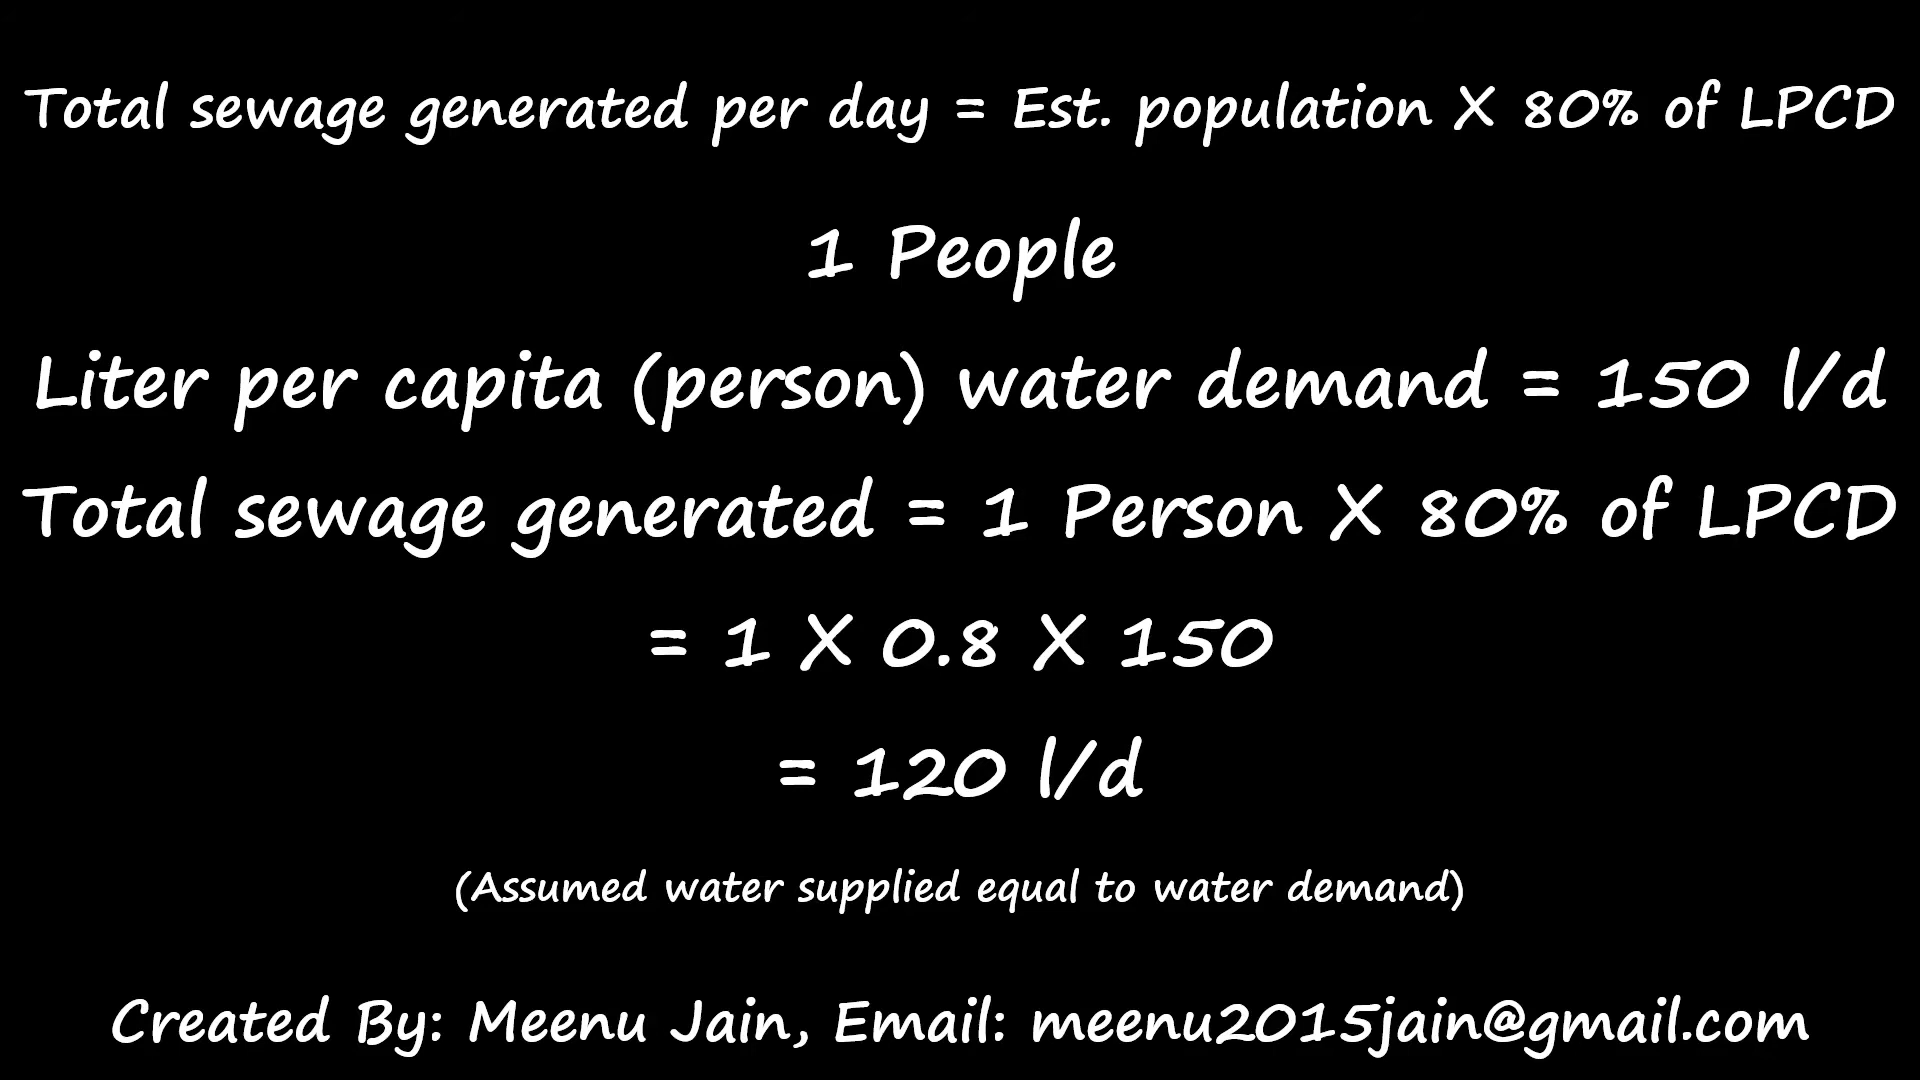 Total sewage generated per day = Est. population X 80% of LPCD
1 People
Liter per capita (person) water demand = 150 l/d
Total sewage generated = 1 Person X 80% of LPCD
= 1 X 0.8 X 150
= 120 l/d
(Assumed water supplied equal to water demand)
Created By: Meenu Jain, Email: meenu2015jain@gmail.com